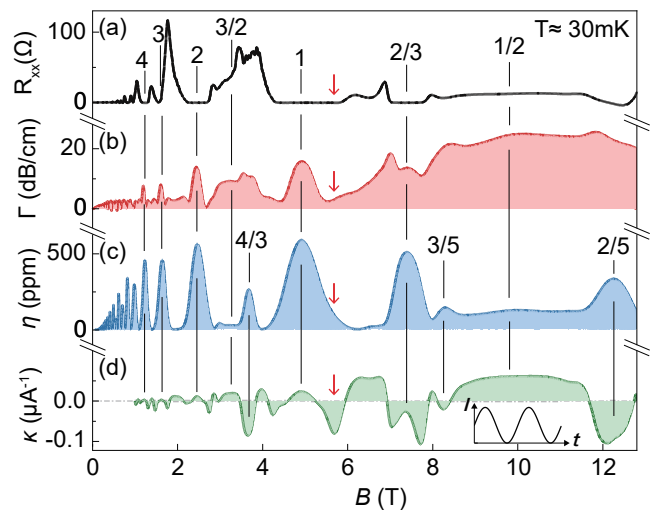 (a)
T≈ 30mK
100
0
R_xx(Ω)
4
3
2
3/2
1
2/3
1/2
(b)
20
0
Γ (dB/cm)
(c)
500
0
η (ppm)
4/3
3/5
2/5
(d)
0.0
-0.1
κ (μA⁻¹)
I
t
0
2
4
6
8
10
12
B (T)